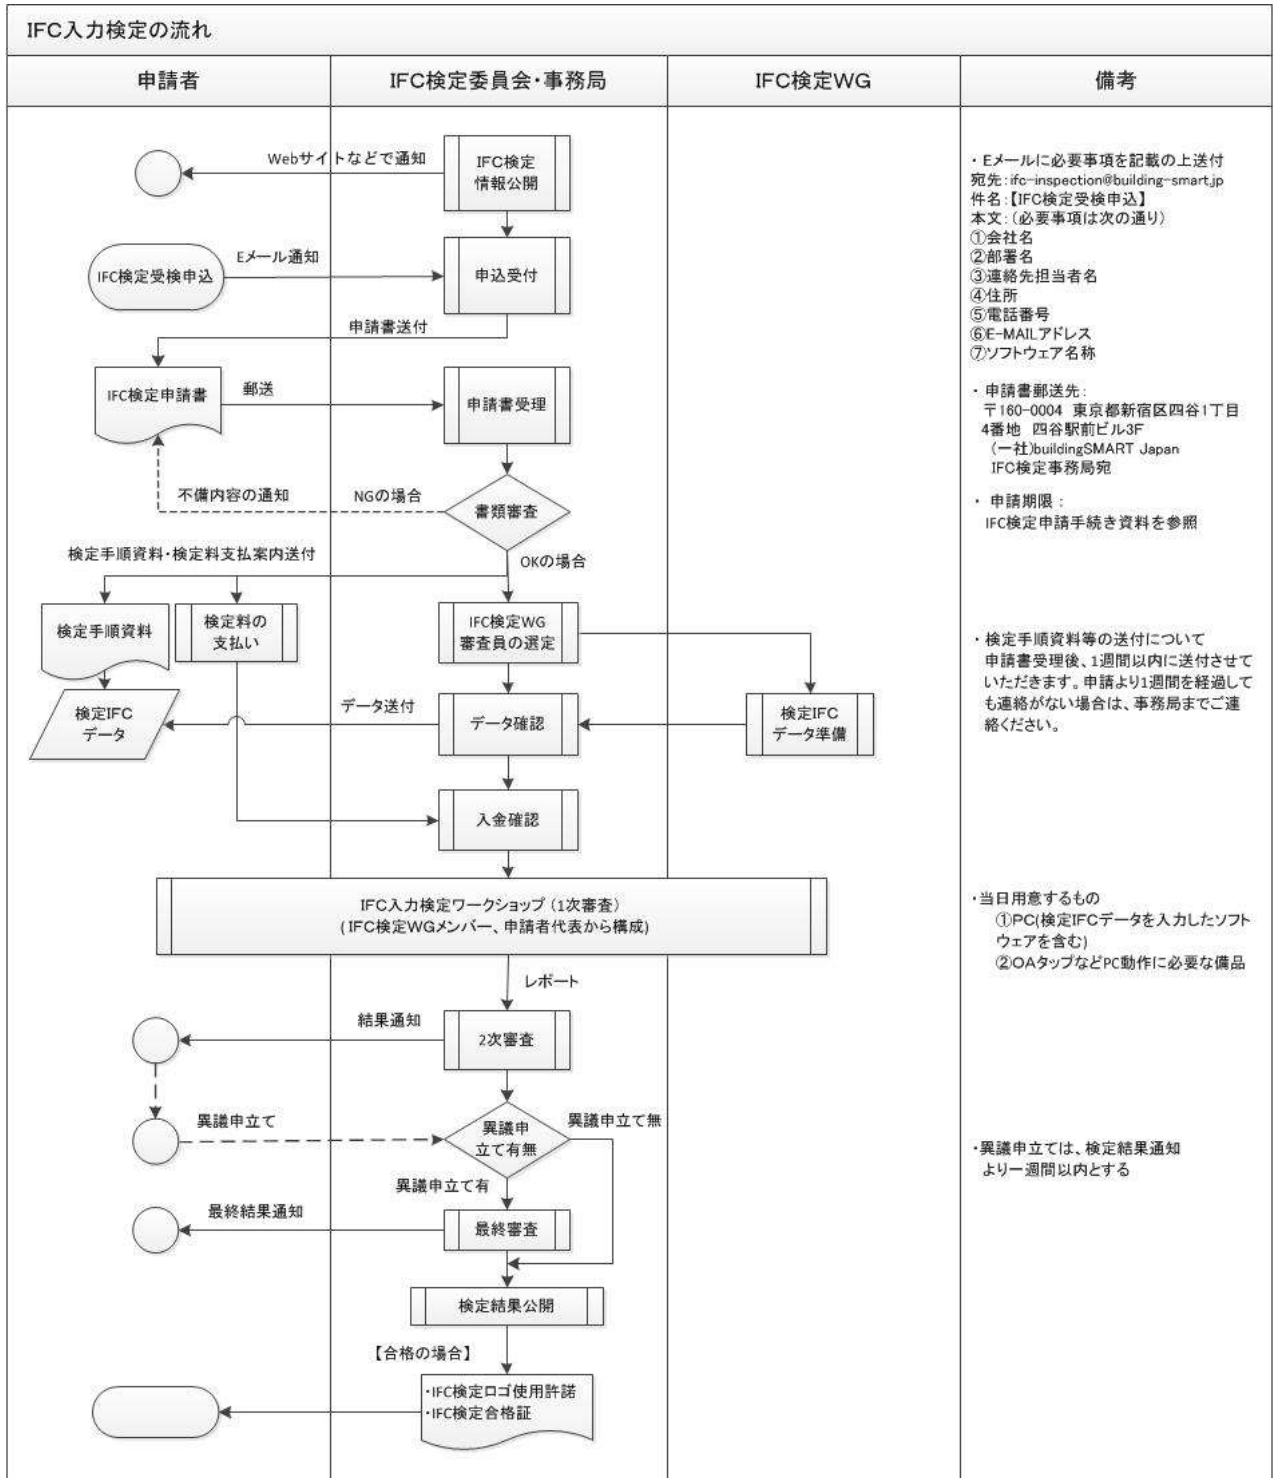 IFC入力検定の流れ
申請者
IFC検定委員会・事務局
IFC検定WG
備考
Webサイトなどで通知
IFC検定
情報公開
IFC検定受検申込
Eメール通知
申込受付
申請書送付
IFC検定申請書
郵送
申請書受理
不備内容の通知
NGの場合
書類審査
検定手順資料・検定料支払案内送付
OKの場合
検定手順資料
検定料の
支払い
IFC検定WG
審査員の選定
検定IFC
データ
データ送付
データ確認
検定IFC
データ準備
入金確認
IFC入力検定ワークショップ（1次審査）
(IFC検定WGメンバー、申請者代表から構成)
レポート
結果通知
2次審査
異議申立て
異議申
立て有無
異議申立て無
異議申立て有
最終結果通知
最終審査
検定結果公開
【合格の場合】
・IFC検定ロゴ使用許諾
・IFC検定合格証
・Eメールに必要事項を記載の上送付
宛先：ifc-inspection@building-smart.jp
件名：【IFC検定受検申込】
本文：（必要事項は次の通り）
①会社名
②部署名
③連絡先担当者名
④住所
⑤電話番号
⑥E-MAILアドレス
⑦ソフトウェア名称
・申請書郵送先：
〒160-0004 東京都新宿区四谷1丁目
4番地 四谷駅前ビル3F
(一社)buildingSMART Japan
IFC検定事務局宛
・申請期限：
IFC検定申請手続き資料を参照
・検定手順資料等の送付について
申請書受理後、1週間以内に送付させて
いただきます。申請より1週間を経過して
も連絡がない場合は、事務局までご連
絡ください。
・当日用意するもの
①PC(検定IFCデータを入力したソフト
ウェアを含む)
②OAタップなどPC動作に必要な備品
・異議申立ては、検定結果通知
より一週間以内とする